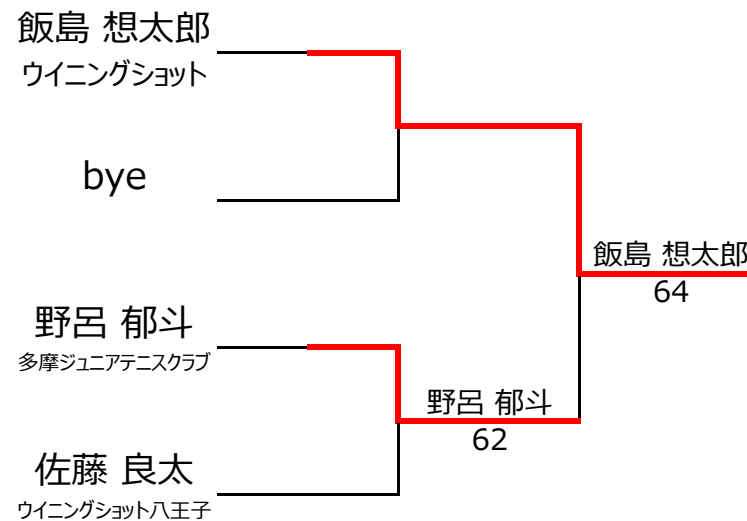 飯島 想太郎
ウイニングショット
bye
飯島 想太郎
64
野呂 郁斗
多摩ジュニアテニスクラブ
野呂 郁斗
62
佐藤 良太
ウイニングショット八王子